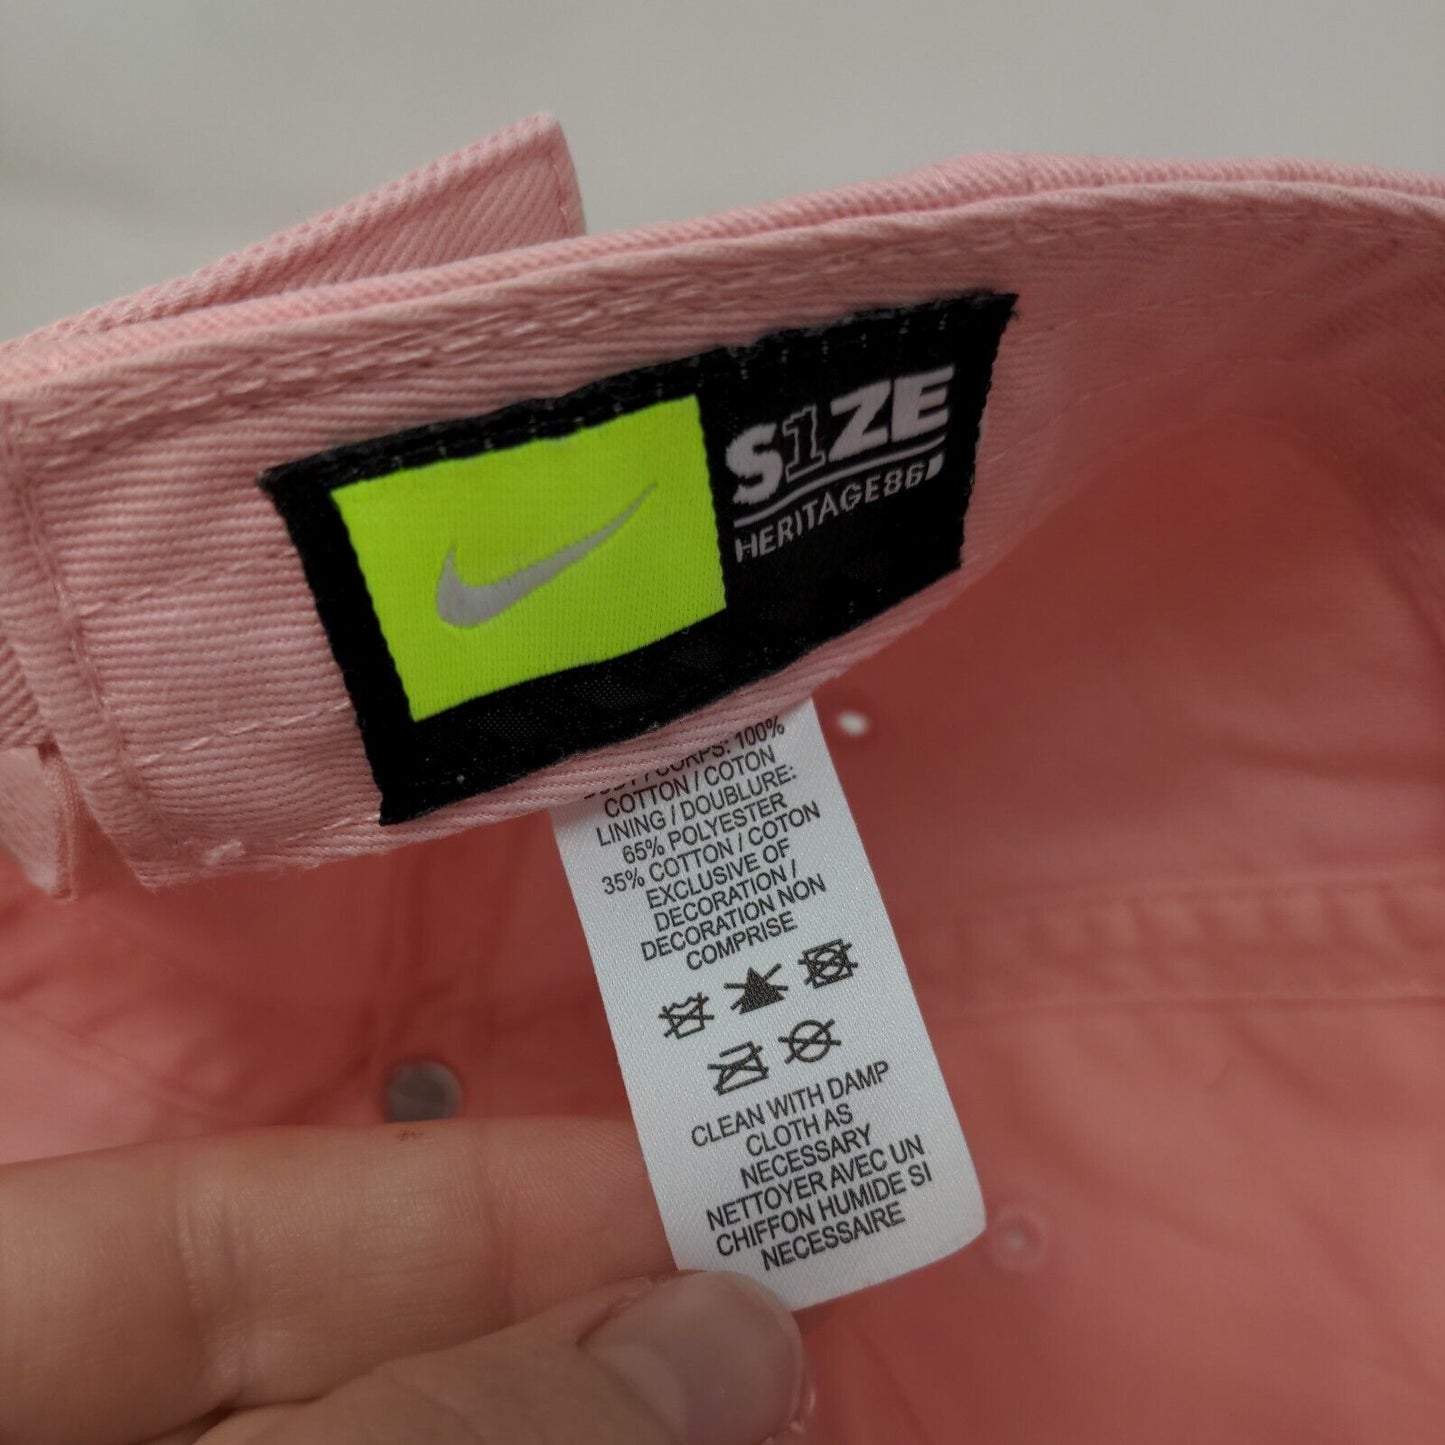 S1ZE
HERITAGE86
BODY / CORPS: 100%
COTTON / COTON
LINING / DOUBLURE:
65% POLYESTER
35% COTTON / COTON
EXCLUSIVE OF
DECORATION /
DECORATION NON
COMPRISE
CLEAN WITH DAMP
CLOTH AS
NECESSARY
NETTOYER AVEC UN
CHIFFON HUMIDE SI
NECESSAIRE